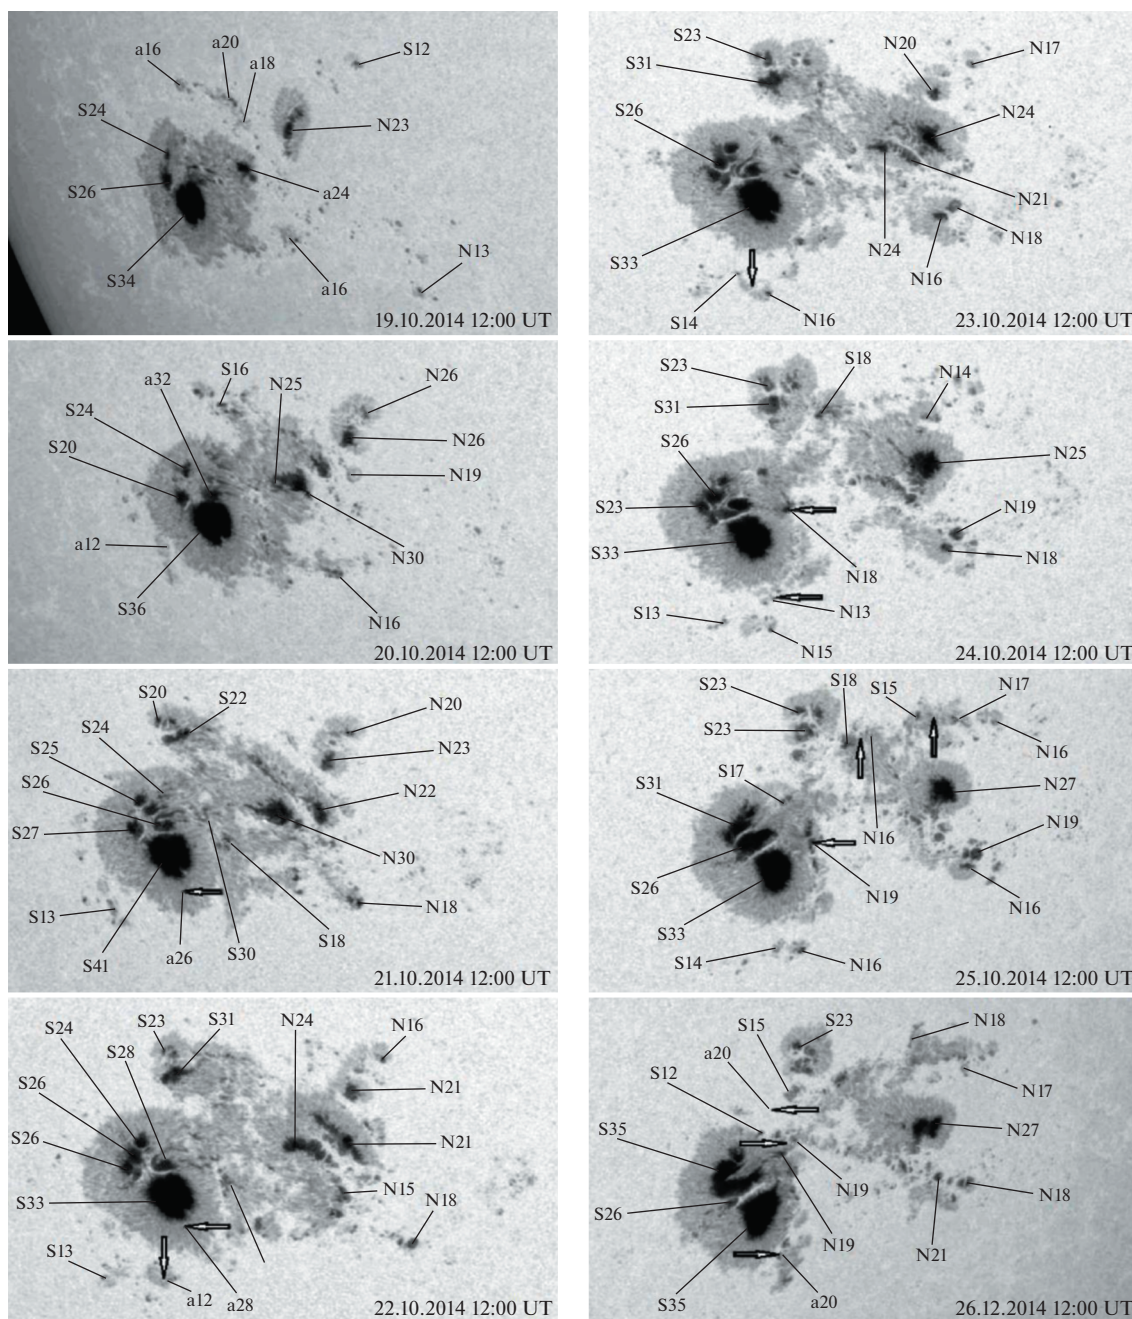 a16 a20 a18 S12
S24
N23
S26
a24
S34
a16
N13
19.10.2014 12:00 UT
S16 N25 N26
a32
S24
N26
S20
N19
a12
N30
S36
N16
20.10.2014 12:00 UT
S20 S22 N20
S24
N23
S25
S26
N22
S27
N30
S13
N18
S41 a26 S30 S18
21.10.2014 12:00 UT
S24 S23 S31 N24 N16
S28
S26
N21
S26
N21
S33
N15 N18
S13
a12 a28
22.10.2014 12:00 UT
S23 N20 N17
S31
S26
N24
N21
S33
N24 N16 N18
S14 N16
23.10.2014 12:00 UT
S23 S18 N14
S31
S26
N25
S23
N19
S33
N18 N18
S13 N13
N15
24.10.2014 12:00 UT
S23 S18 S15 N17
S23
N16
S31 S17
N27
N16 N19
S26
N19 N16
S33
S14 N16
25.10.2014 12:00 UT
S15 S23 N18
a20
N17
S12
S35
N27
N19 N18
S26
N19 N21
S35 a20
26.12.2014 12:00 UT